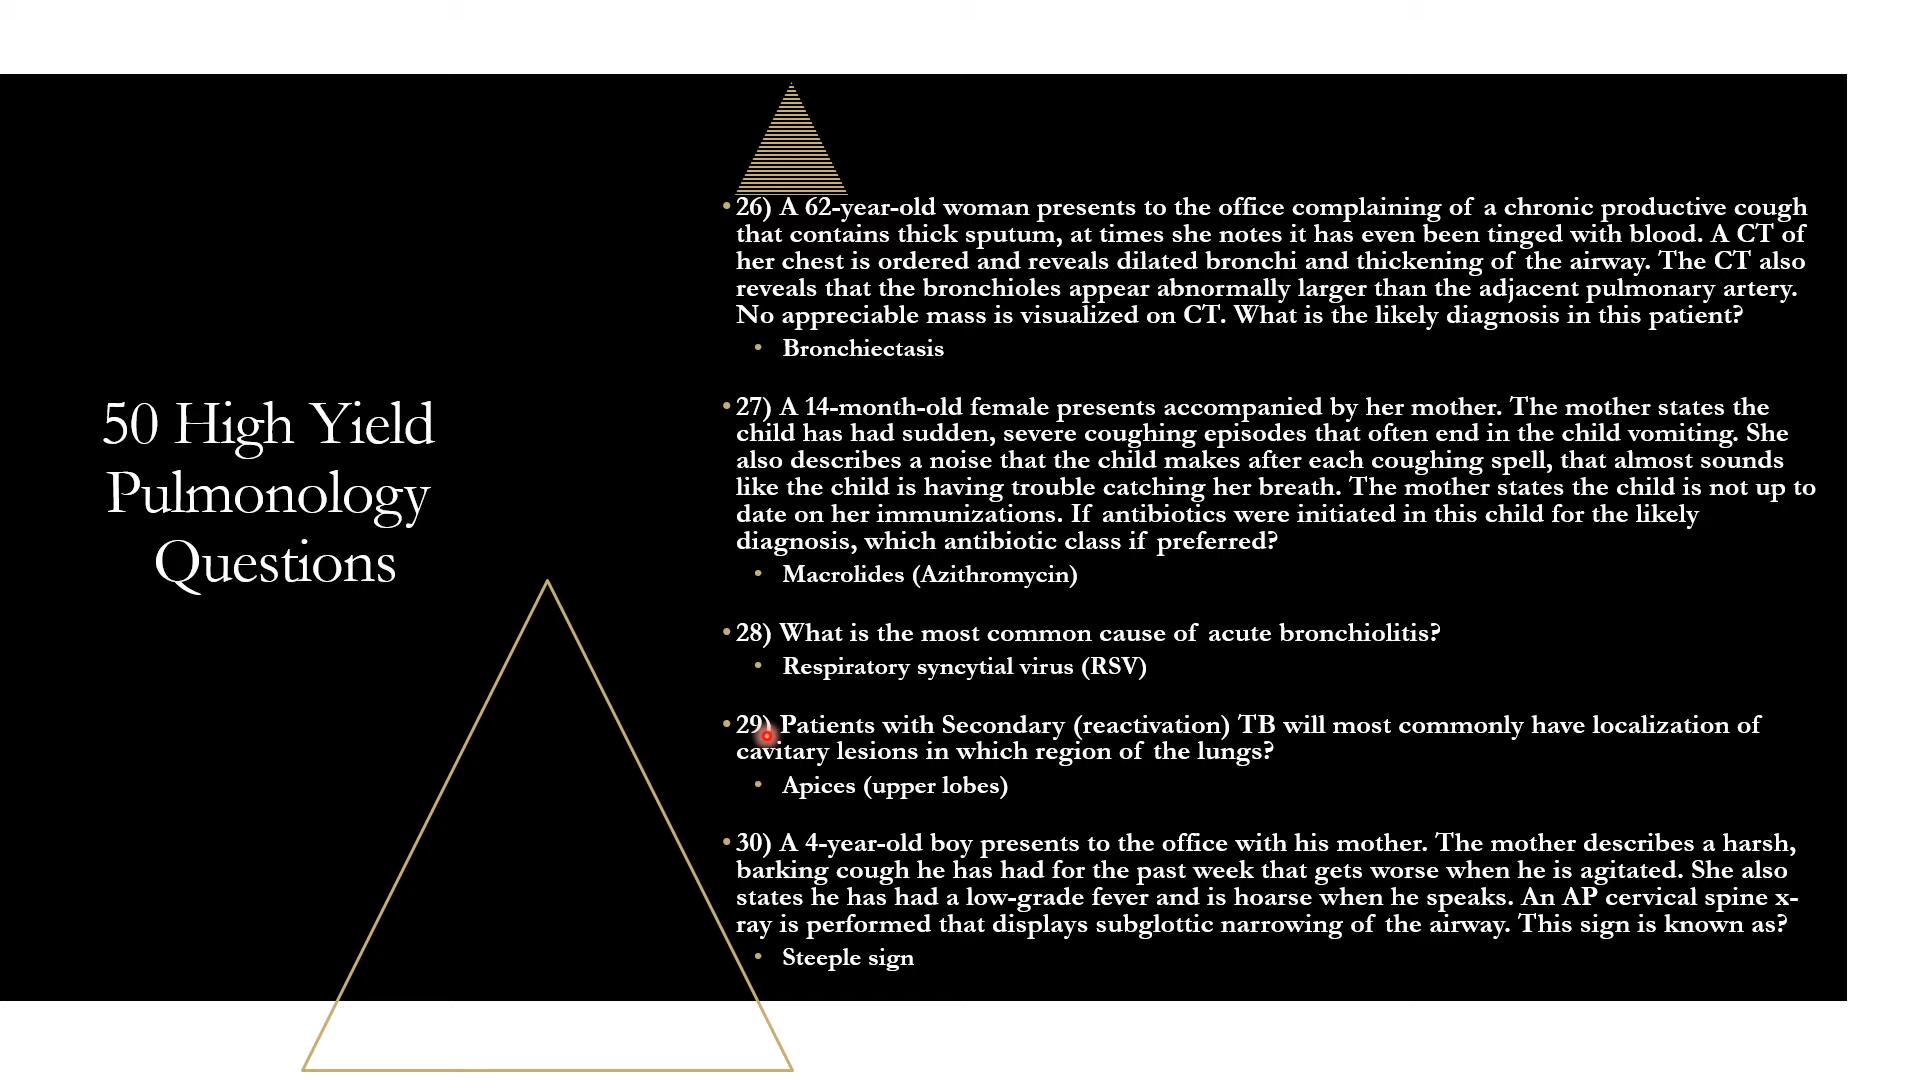 50 High Yield
Pulmonology
Questions
• 26) A 62-year-old woman presents to the office complaining of a chronic productive cough
that contains thick sputum, at times she notes it has even been tinged with blood. A CT of
her chest is ordered and reveals dilated bronchi and thickening of the airway. The CT also
reveals that the bronchioles appear abnormally larger than the adjacent pulmonary artery.
No appreciable mass is visualized on CT. What is the likely diagnosis in this patient?
• Bronchiectasis
• 27) A 14-month-old female presents accompanied by her mother. The mother states the
child has had sudden, severe coughing episodes that often end in the child vomiting. She
also describes a noise that the child makes after each coughing spell, that almost sounds
like the child is having trouble catching her breath. The mother states the child is not up to
date on her immunizations. If antibiotics were initiated in this child for the likely
diagnosis, which antibiotic class if preferred?
• Macrolides (Azithromycin)
• 28) What is the most common cause of acute bronchiolitis?
• Respiratory syncytial virus (RSV)
• 29) Patients with Secondary (reactivation) TB will most commonly have localization of
cavitary lesions in which region of the lungs?
• Apices (upper lobes)
• 30) A 4-year-old boy presents to the office with his mother. The mother describes a harsh,
barking cough he has had for the past week that gets worse when he is agitated. She also
states he has had a low-grade fever and is hoarse when he speaks. An AP cervical spine x-
ray is performed that displays subglottic narrowing of the airway. This sign is known as?
• Steeple sign